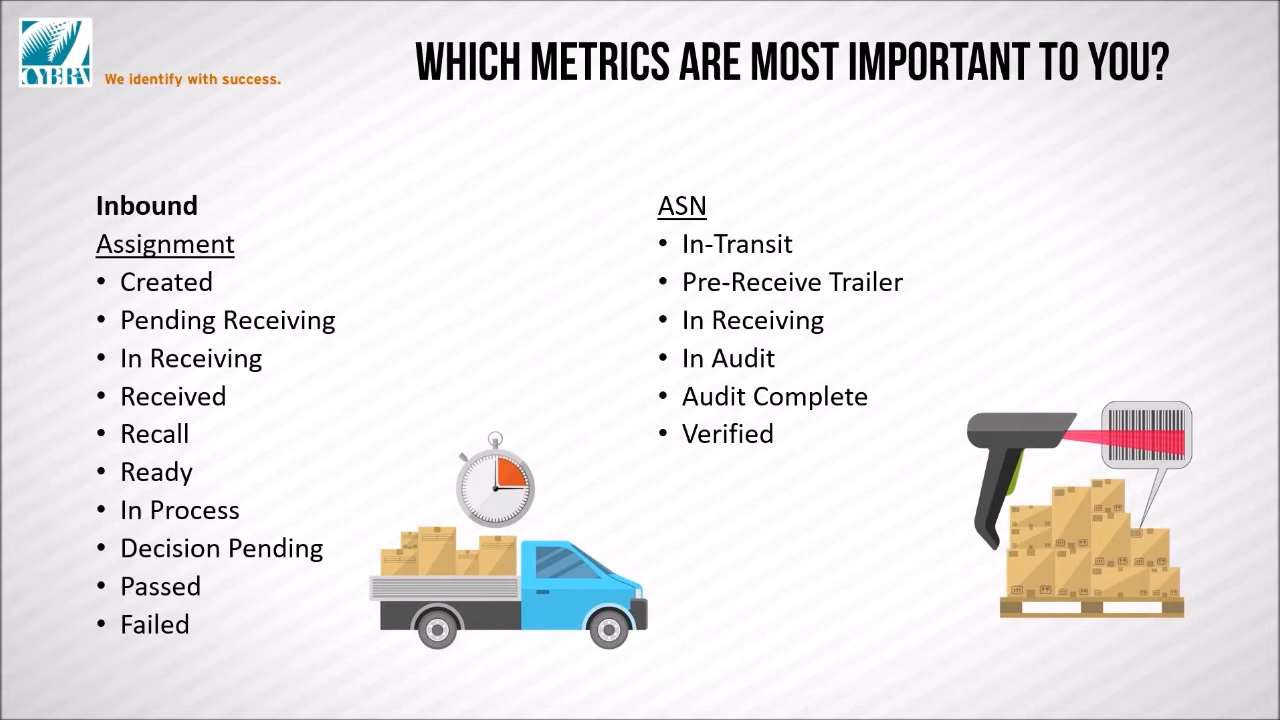 CYBRA
We identify with success.
WHICH METRICS ARE MOST IMPORTANT TO YOU?
Inbound
Assignment
• Created
• Pending Receiving
• In Receiving
• Received
• Recall
• Ready
• In Process
• Decision Pending
• Passed
• Failed
ASN
• In-Transit
• Pre-Receive Trailer
• In Receiving
• In Audit
• Audit Complete
• Verified